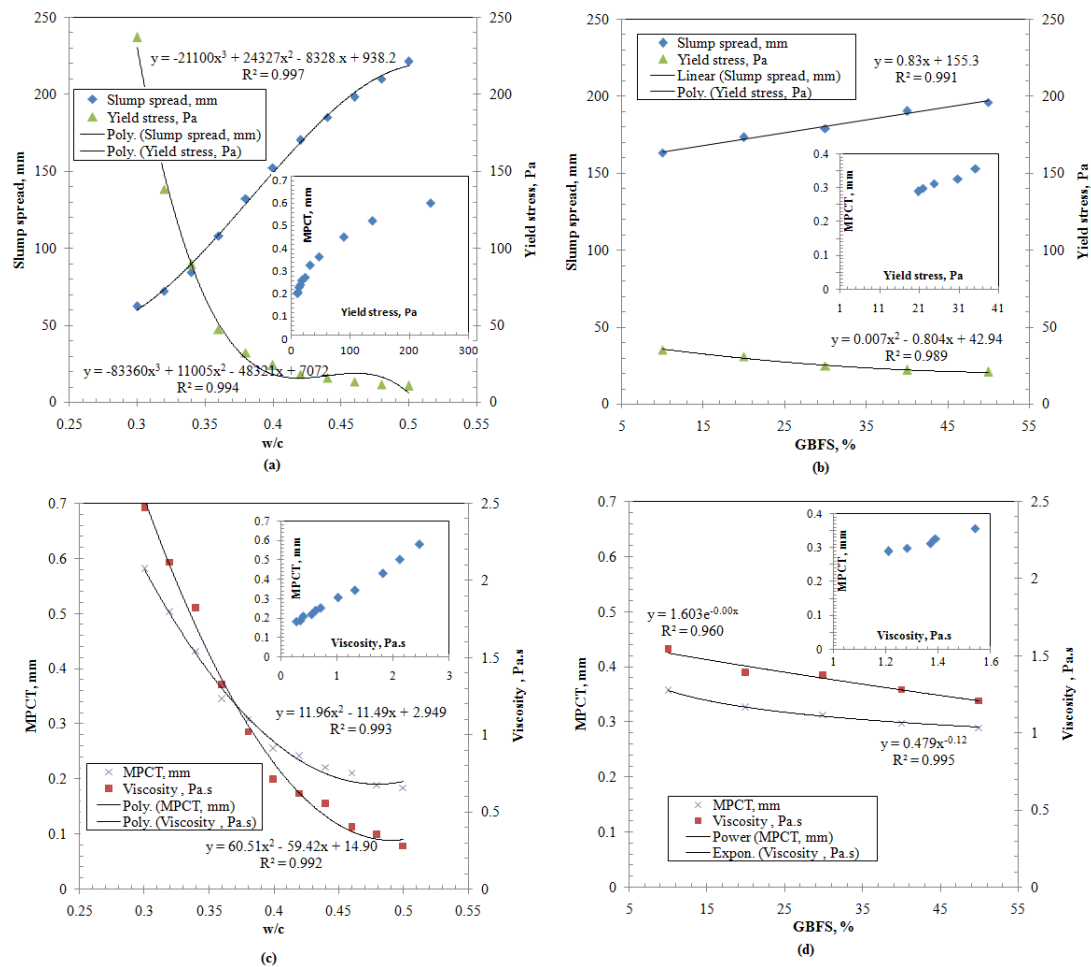 (a)
250
200
150
100
50
0
Slump spread, mm
250
200
150
100
50
0
Yield stress, Pa
0.25
0.3
0.35
0.4
0.45
0.5
0.55
w/c
y = -21100x³ + 24327x² - 8328.x + 938.2
R² = 0.997
Slump spread, mm
Yield stress, Pa
Poly. (Slump spread, mm)
Poly. (Yield stress, Pa)
y = -83360x³ + 11005x² - 48321x + 7072
R² = 0.994
0.7
0.6
0.5
0.4
0.3
0.2
0.1
0
MPCT, mm
0
100
200
300
Yield stress, Pa
(b)
250
200
150
100
50
0
Slump spread, mm
250
200
150
100
50
0
Yield stress, Pa
5
15
25
35
45
55
GBFS, %
Slump spread, mm
Yield stress, Pa
Linear (Slump spread, mm)
Poly. (Yield stress, Pa)
y = 0.83x + 155.3
R² = 0.991
0.4
0.3
0.2
0.1
0
MPCT, mm
1
11
21
31
41
Yield stress, Pa
y = 0.007x² - 0.804x + 42.94
R² = 0.989
(c)
0.7
0.6
0.5
0.4
0.3
0.2
0.1
0
MPCT, mm
2.5
2
1.5
1
0.5
0
Viscosity , Pa.s
0.25
0.3
0.35
0.4
0.45
0.5
0.55
w/c
0.7
0.6
0.5
0.4
0.3
0.2
0.1
0
MPCT, mm
0
1
2
3
Viscosity, Pa.s
y = 11.96x² - 11.49x + 2.949
R² = 0.993
MPCT, mm
Viscosity , Pa.s
Poly. (MPCT, mm)
Poly. (Viscosity , Pa.s)
y = 60.51x² - 59.42x + 14.90
R² = 0.992
(d)
0.7
0.6
0.5
0.4
0.3
0.2
0.1
0
MPCT, mm
2.5
2
1.5
1
0.5
0
Viscosity , Pa.s
5
15
25
35
45
55
GBFS, %
0.4
0.3
0.2
0.1
0
MPCT, mm
1
1.2
1.4
1.6
Viscosity, Pa.s
y = 1.603e⁻⁰·⁰⁰ˣ
R² = 0.960
y = 0.479x⁻⁰·¹²
R² = 0.995
MPCT, mm
Viscosity , Pa.s
Power (MPCT, mm)
Expon. (Viscosity , Pa.s)